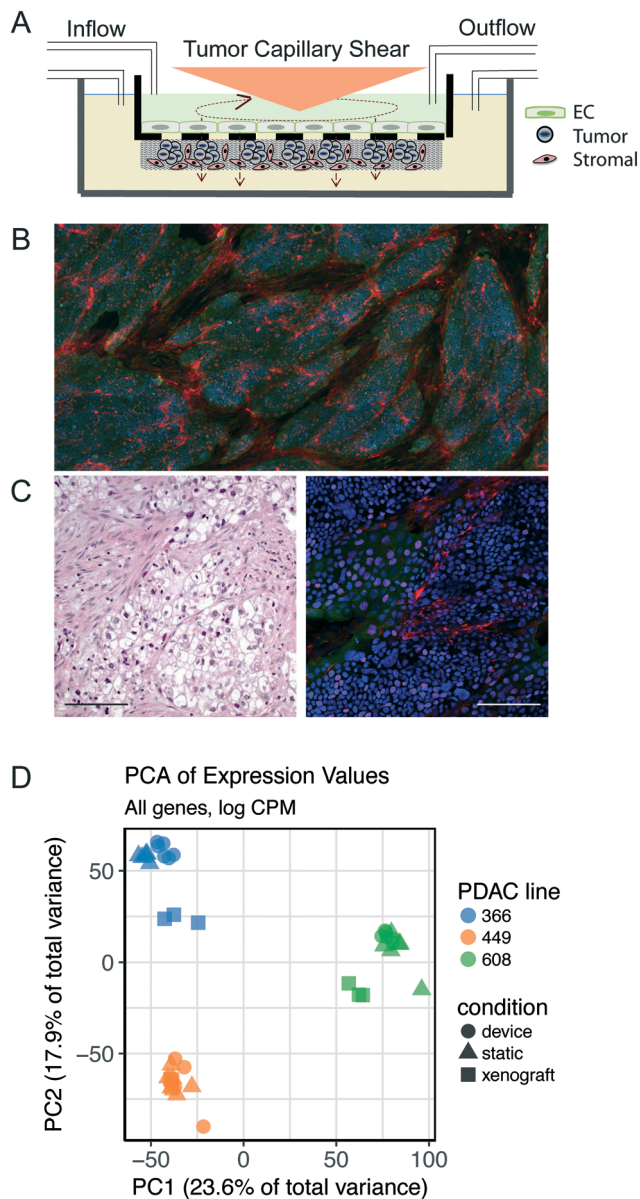 A
Inflow
Tumor Capillary Shear
Outflow
EC
Tumor
Stromal
B
C
D
PCA of Expression Values
All genes, log CPM
PC2 (17.9% of total variance)
50
0
−50
−50
0
50
100
PC1 (23.6% of total variance)
PDAC line
366
449
608
condition
device
static
xenograft